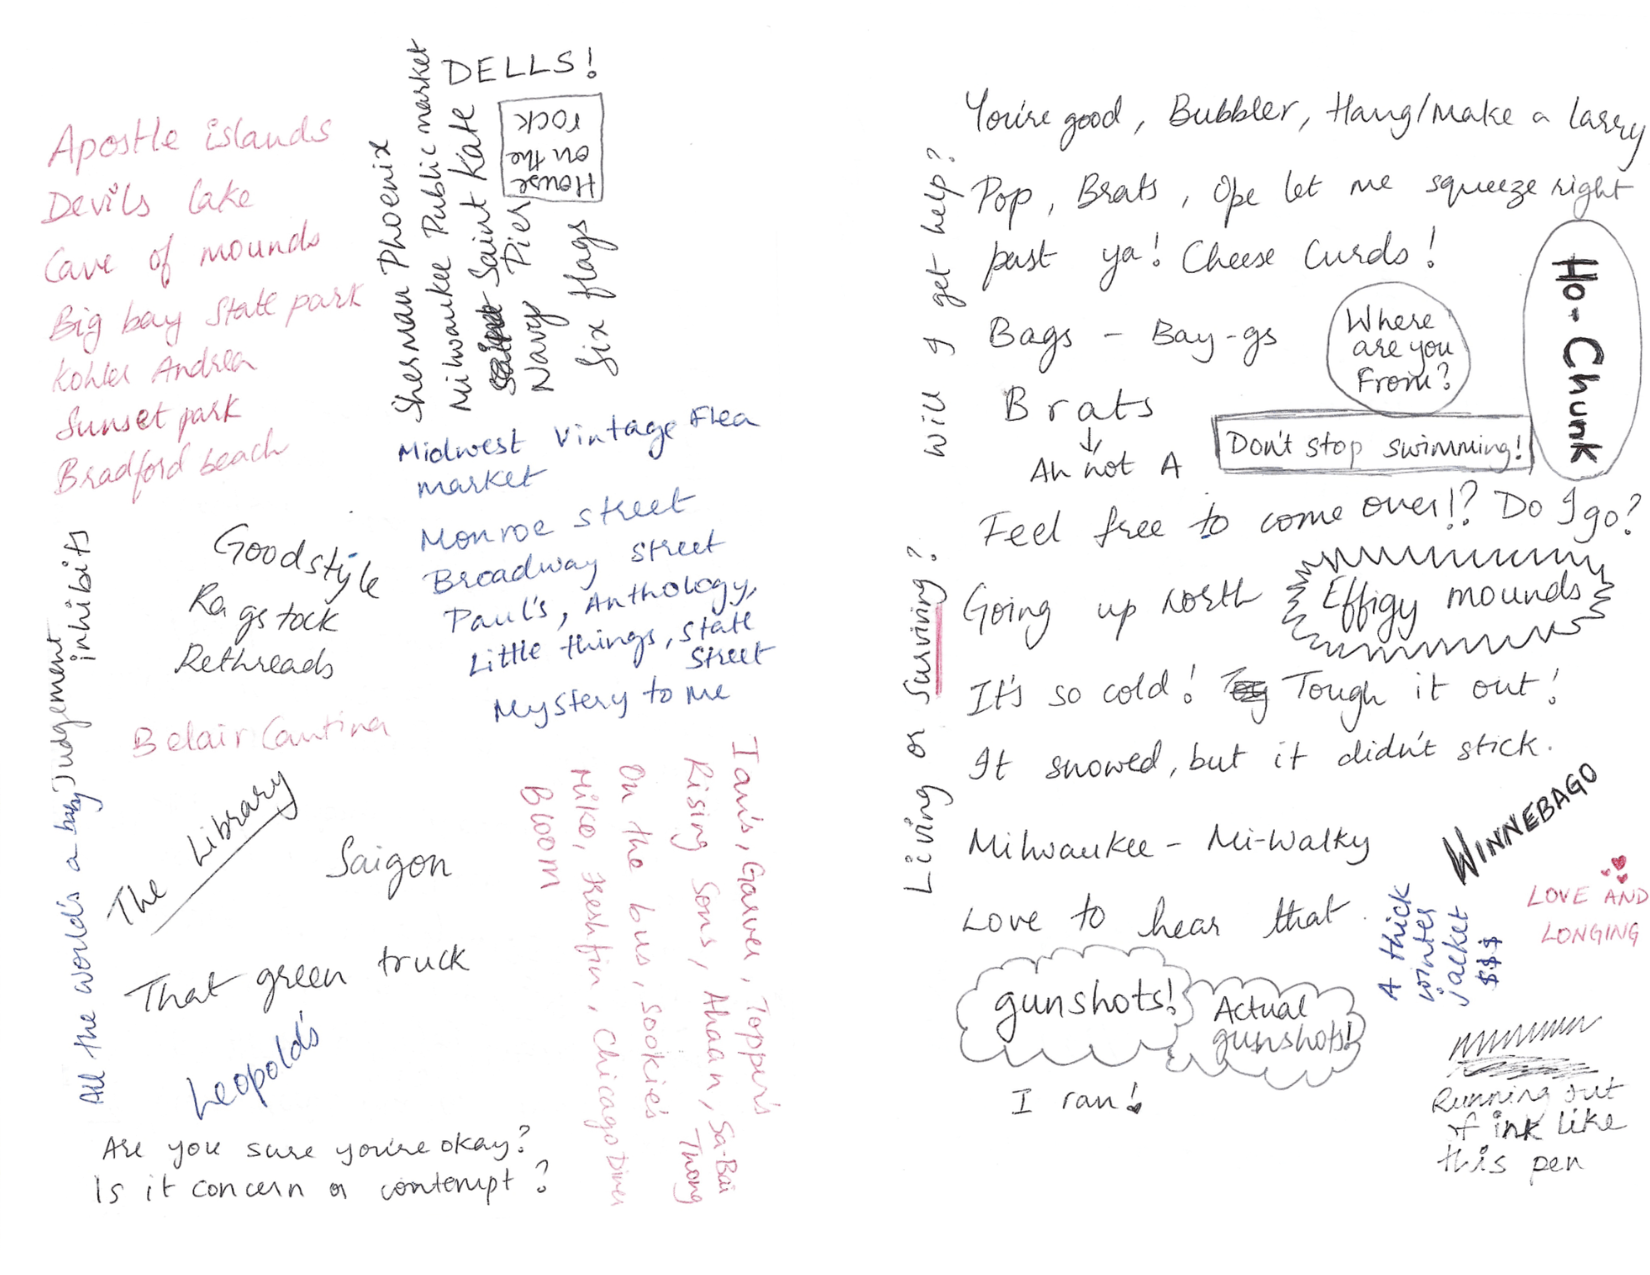 Apostle islands
Devils lake
Cave of mounds
Big bay state park
Kohler Andrea
Sunset park
Bradford beach
Sherman Phoenix
Milwaukee Public market
Saint Kate
Navy Pier
Six flags
DELLS!
House
on the
rock
Midwest Vintage Flea
market
Monroe street
Broadway street
Paul's, Anthology,
Little things, state
street
Mystery to me
Goodstyle
Ragstock
Rethreads
All the world's a baby
Judgement
inhibits
Belair Cantina
The Library
Saigon
That green truck
Leopold's
Ian's, Garver, Topper's
Rising Sons, Ahaan, Sa-Bai
Thong
On the bus, Sookie's
Mike, Freshfin, Chicago Diner
Bloom
Are you sure you're okay?
Is it concern or contempt?
Will I get help?
Living or Surviving?
You're good, Bubbler, Hang/Make a larry
Pop, Brats, Ope let me squeeze right
past ya! Cheese Curds!
Bags - Bay-gs
Where
are you
From?
Ho-Chunk
Brats
↓
Ah not A
Don't stop swimming!
Feel free to come over!? Do I go?
Going up north
Effigy mounds
It's so cold! Tough it out!
It snowed, but it didn't stick.
Milwaukee - Mi-Walky
WINNEBAGO
Love to hear that.
A thick
winter
jacket
$$$
LOVE AND
LONGING
gunshots!
Actual
gunshots!
I ran!
Running out
of ink like
this pen